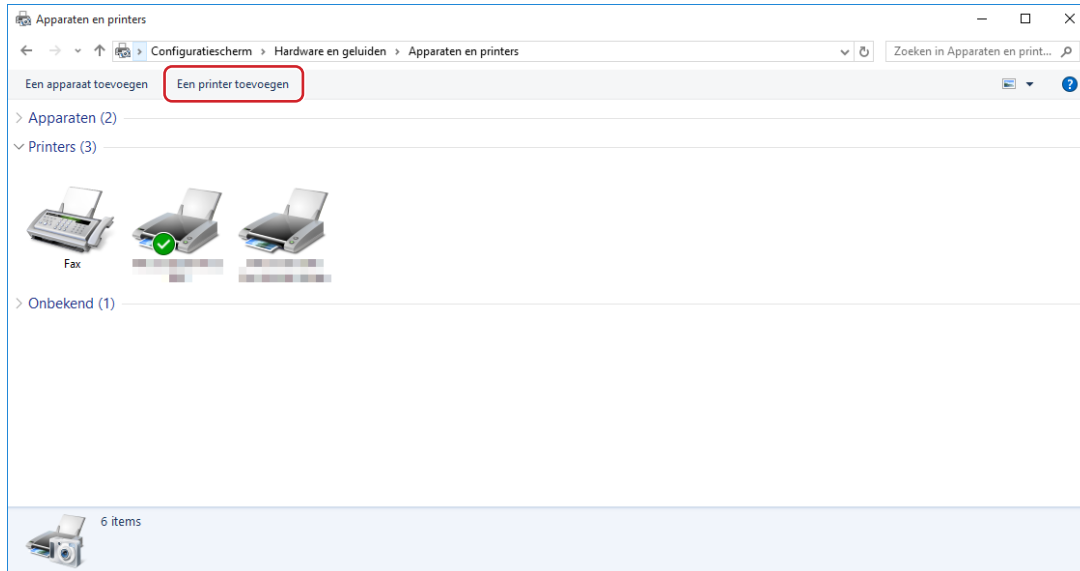 Apparaten en printers
Configuratiescherm > Hardware en geluiden > Apparaten en printers
Zoeken in Apparaten en print...
Een apparaat toevoegen Een printer toevoegen
Apparaten (2)
Printers (3)
Fax
Onbekend (1)
6 items